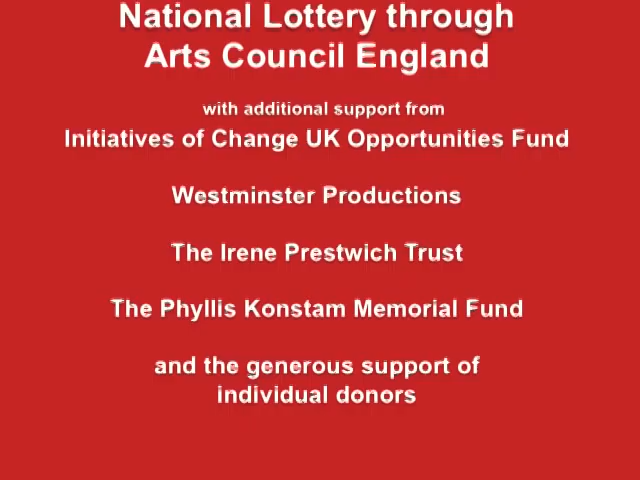 National Lottery through
Arts Council England
with additional support from
Initiatives of Change UK Opportunities Fund
Westminster Productions
The Irene Prestwich Trust
The Phyllis Konstam Memorial Fund
and the generous support of
individual donors